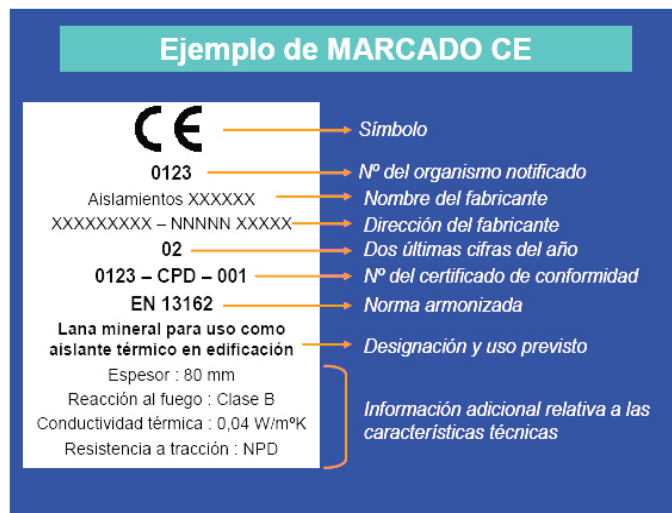 Ejemplo de MARCADO CE
CE
Símbolo
0123
Nº del organismo notificado
Aislamientos XXXXXX
Nombre del fabricante
XXXXXXXXX – NNNNN XXXXX
Dirección del fabricante
02
Dos últimas cifras del año
0123 – CPD – 001
Nº del certificado de conformidad
EN 13162
Norma armonizada
Lana mineral para uso como
aislante térmico en edificación
Designación y uso previsto
Espesor : 80 mm
Reacción al fuego : Clase B
Conductividad térmica : 0,04 W/mºK
Resistencia a tracción : NPD
Información adicional relativa a las
características técnicas